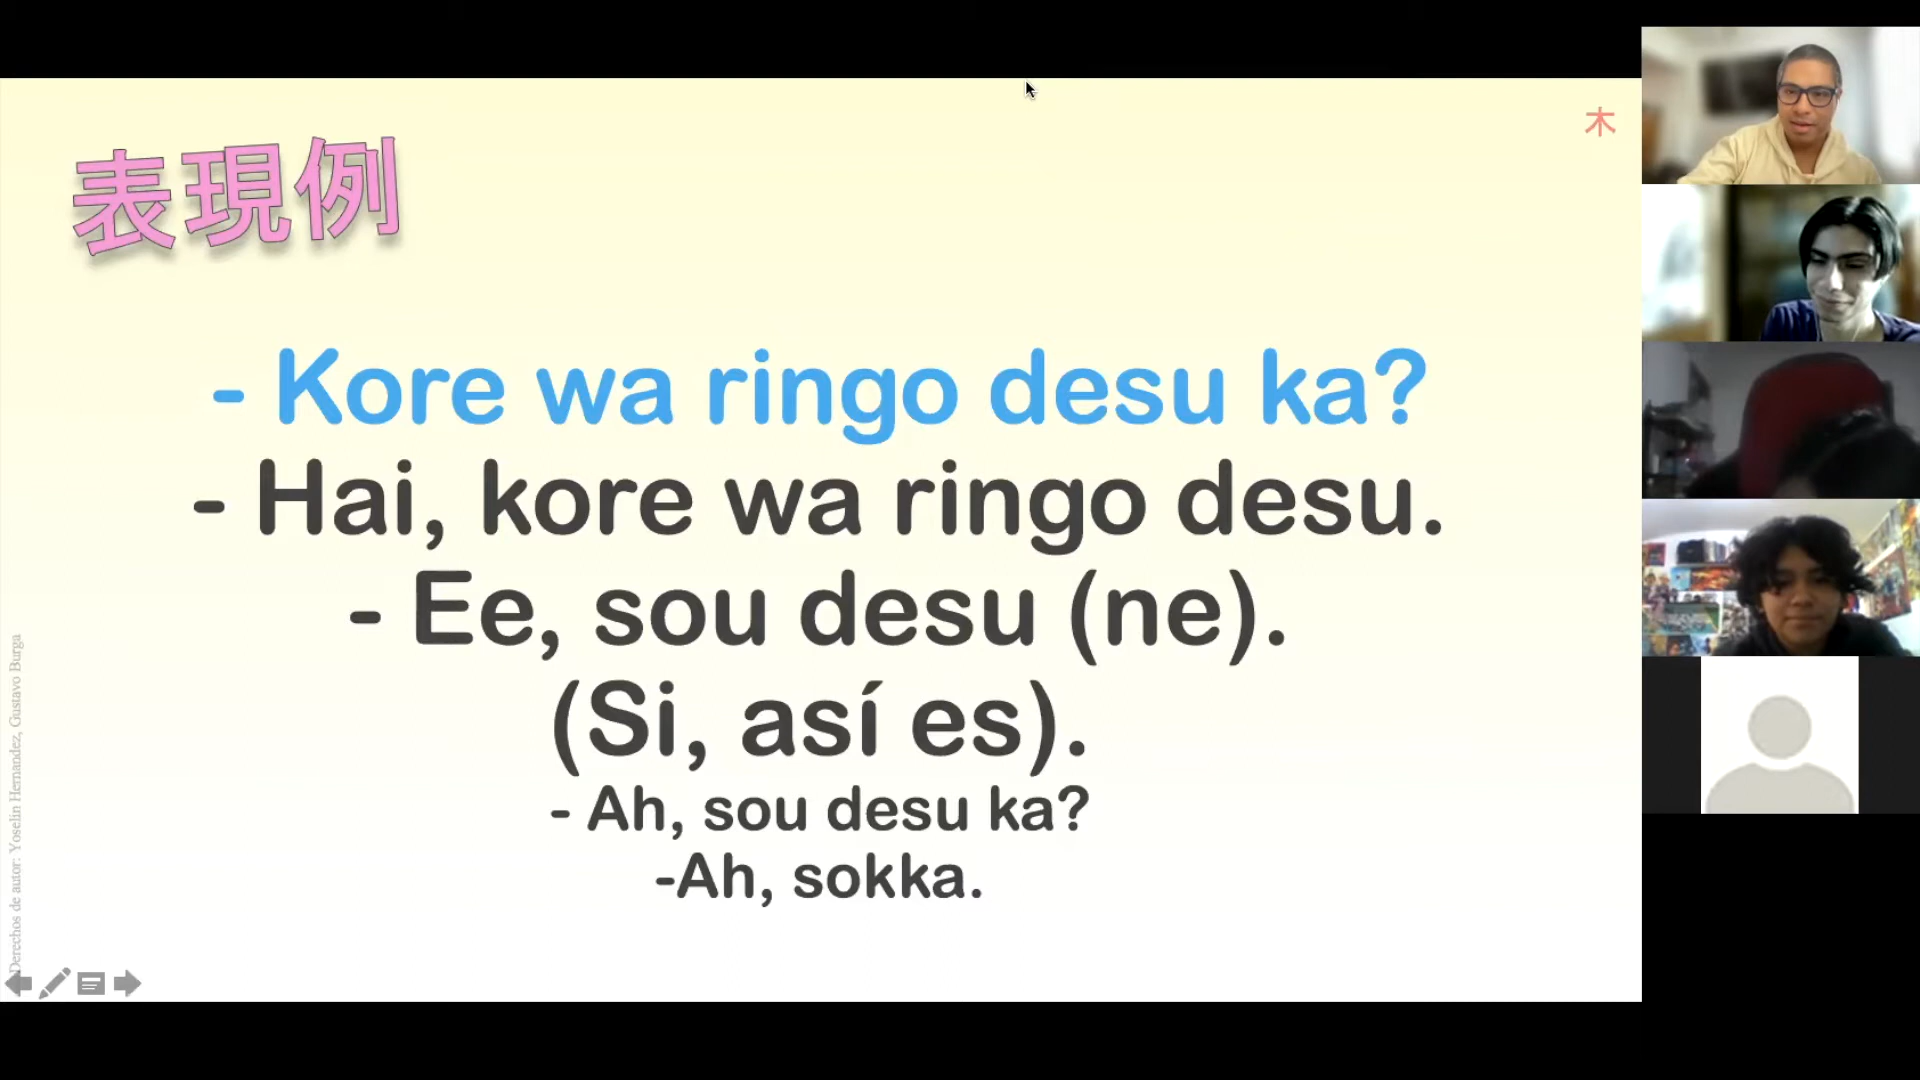 木
表現例
- Kore wa ringo desu ka?
- Hai, kore wa ringo desu.
- Ee, sou desu (ne).
(Si, así es).
- Ah, sou desu ka?
-Ah, sokka.
Derechos de autor: Yoselin Hernandez, Gustavo Burga